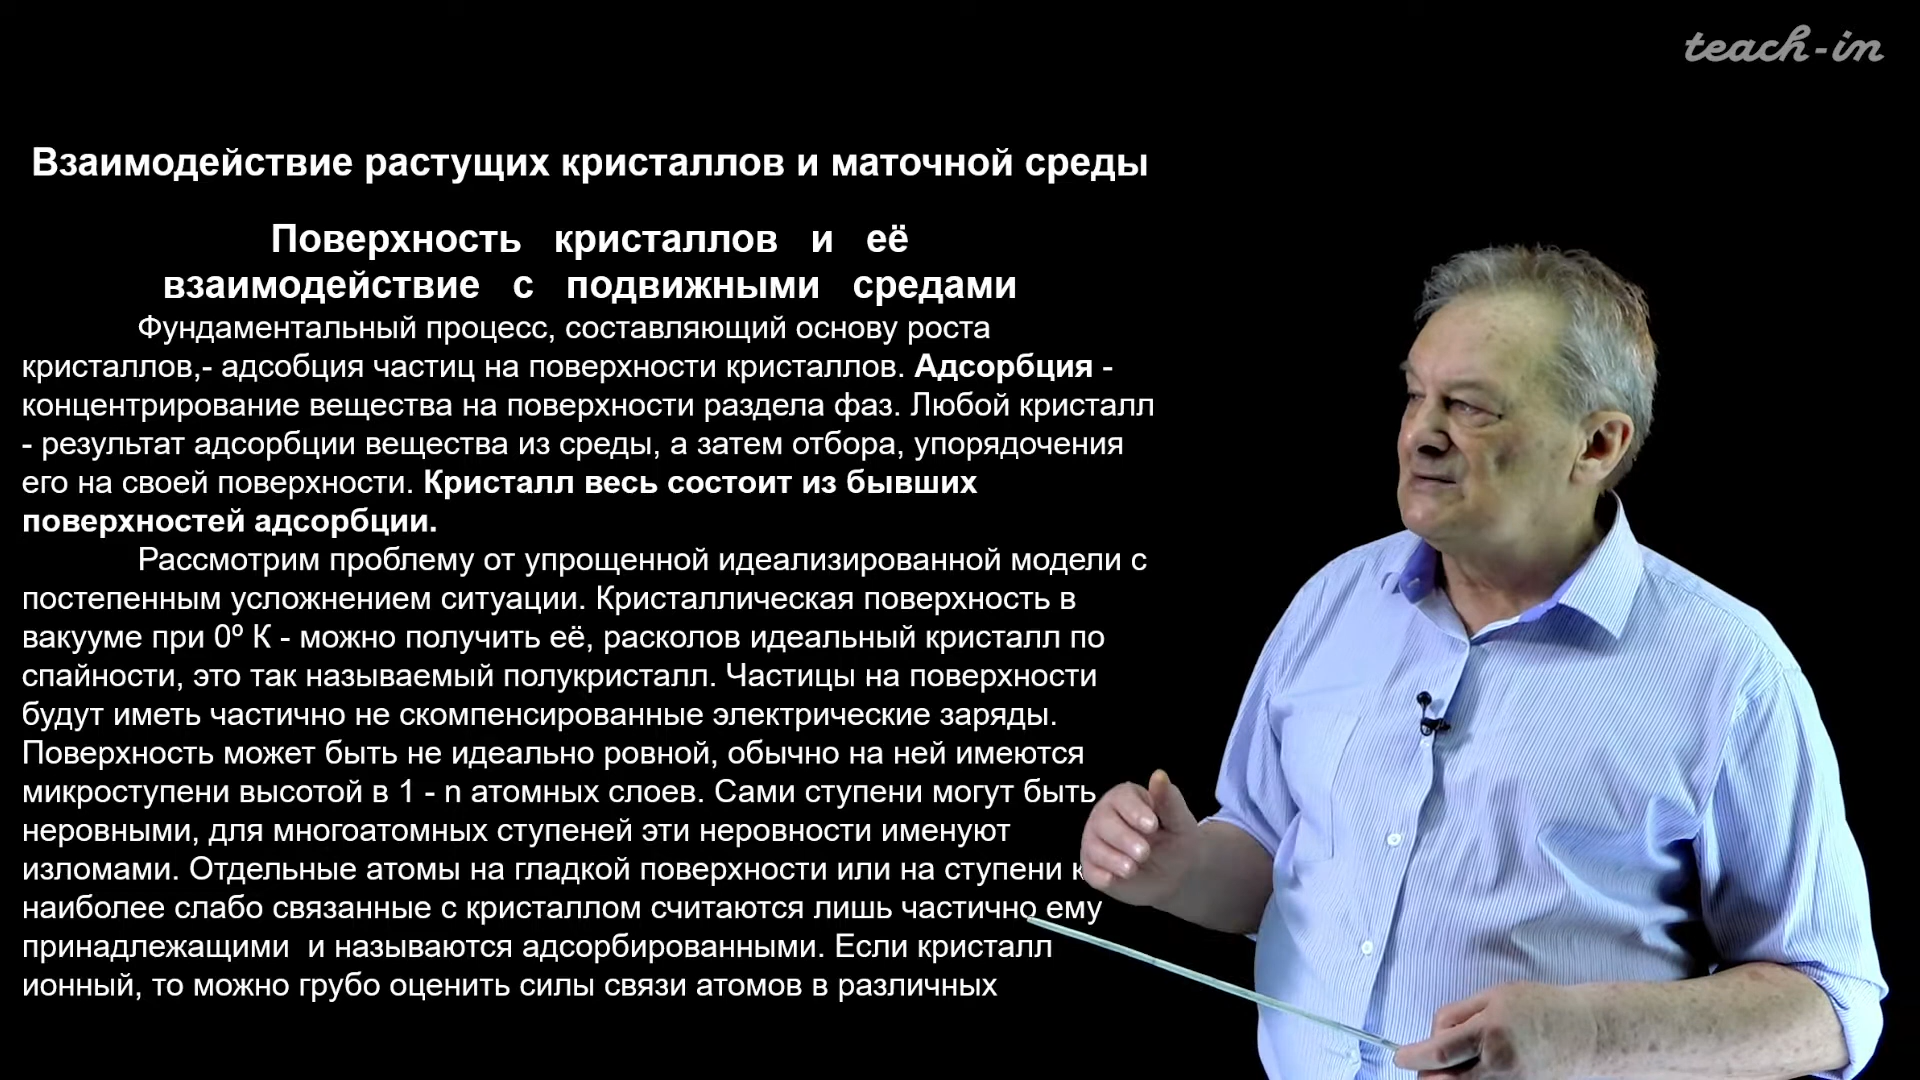 teach-in
Взаимодействие растущих кристаллов и маточной среды
Поверхность кристаллов и её
взаимодействие с подвижными средами
Фундаментальный процесс, составляющий основу роста
кристаллов,- адсобция частиц на поверхности кристаллов. Адсорбция -
концентрирование вещества на поверхности раздела фаз. Любой кристалл
- результат адсорбции вещества из среды, а затем отбора, упорядочения
его на своей поверхности. Кристалл весь состоит из бывших
поверхностей адсорбции.
Рассмотрим проблему от упрощенной идеализированной модели с
постепенным усложнением ситуации. Кристаллическая поверхность в
вакууме при 0º К - можно получить её, расколов идеальный кристалл по
спайности, это так называемый полукристалл. Частицы на поверхности
будут иметь частично не скомпенсированные электрические заряды.
Поверхность может быть не идеально ровной, обычно на ней имеются
микроступени высотой в 1 - n атомных слоев. Сами ступени могут быть
неровными, для многоатомных ступеней эти неровности именуют
изломами. Отдельные атомы на гладкой поверхности или на ступени
наиболее слабо связанные с кристаллом считаются лишь частично ему
принадлежащими и называются адсорбированными. Если кристалл
ионный, то можно грубо оценить силы связи атомов в различных